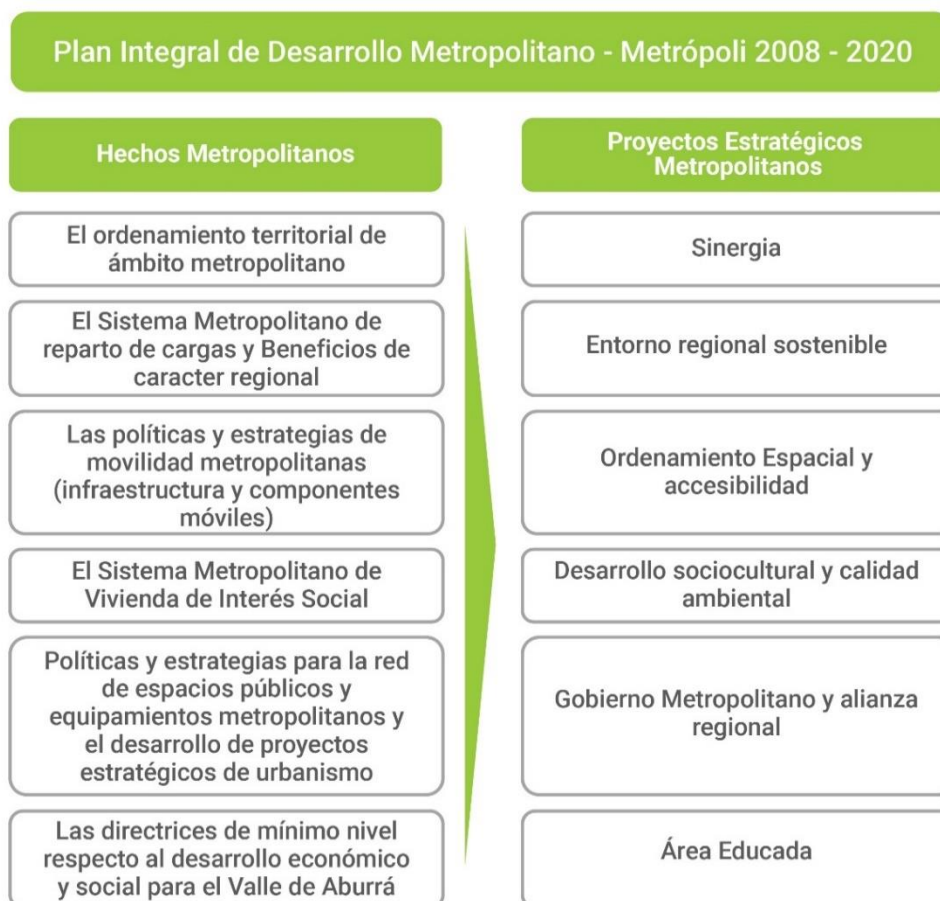 Plan Integral de Desarrollo Metropolitano - Metrópoli 2008 - 2020
Hechos Metropolitanos
El ordenamiento territorial de
ámbito metropolitano
El Sistema Metropolitano de
reparto de cargas y Beneficios de
caracter regional
Las políticas y estrategias de
movilidad metropolitanas
(infraestructura y componentes
móviles)
El Sistema Metropolitano de
Vivienda de Interés Social
Políticas y estrategias para la red
de espacios públicos y
equipamientos metropolitanos y
el desarrollo de proyectos
estratégicos de urbanismo
Las directrices de mínimo nivel
respecto al desarrollo económico
y social para el Valle de Aburrá
Proyectos Estratégicos
Metropolitanos
Sinergia
Entorno regional sostenible
Ordenamiento Espacial y
accesibilidad
Desarrollo sociocultural y calidad
ambiental
Gobierno Metropolitano y alianza
regional
Área Educada